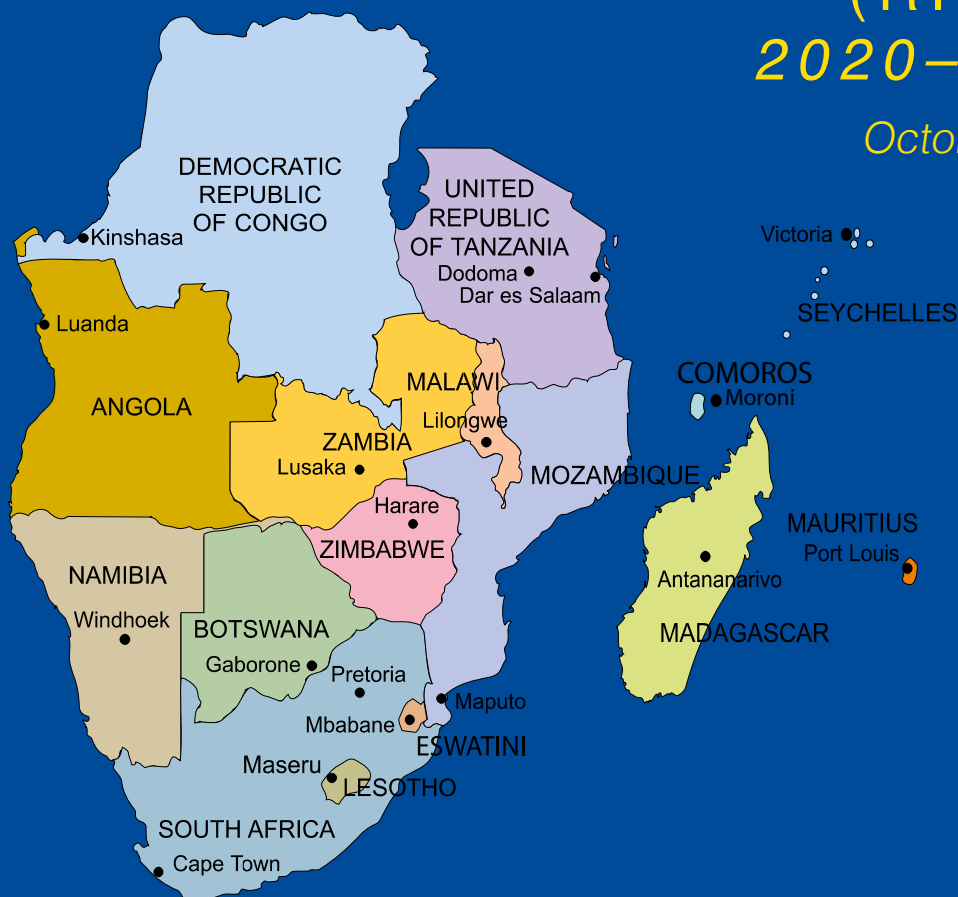 2020–
DEMOCRATIC
REPUBLIC
OF CONGO
Kinshasa
UNITED
REPUBLIC
OF TANZANIA
Dodoma
Dar es Salaam
Victoria
SEYCHELLES
Luanda
ANGOLA
MALAWI
Lilongwe
COMOROS
Moroni
ZAMBIA
Lusaka
MOZAMBIQUE
Harare
ZIMBABWE
MAURITIUS
Port Louis
Antananarivo
MADAGASCAR
NAMIBIA
Windhoek
BOTSWANA
Gaborone
Pretoria
Mbabane
Maputo
ESWATINI
Maseru
LESOTHO
SOUTH AFRICA
Cape Town